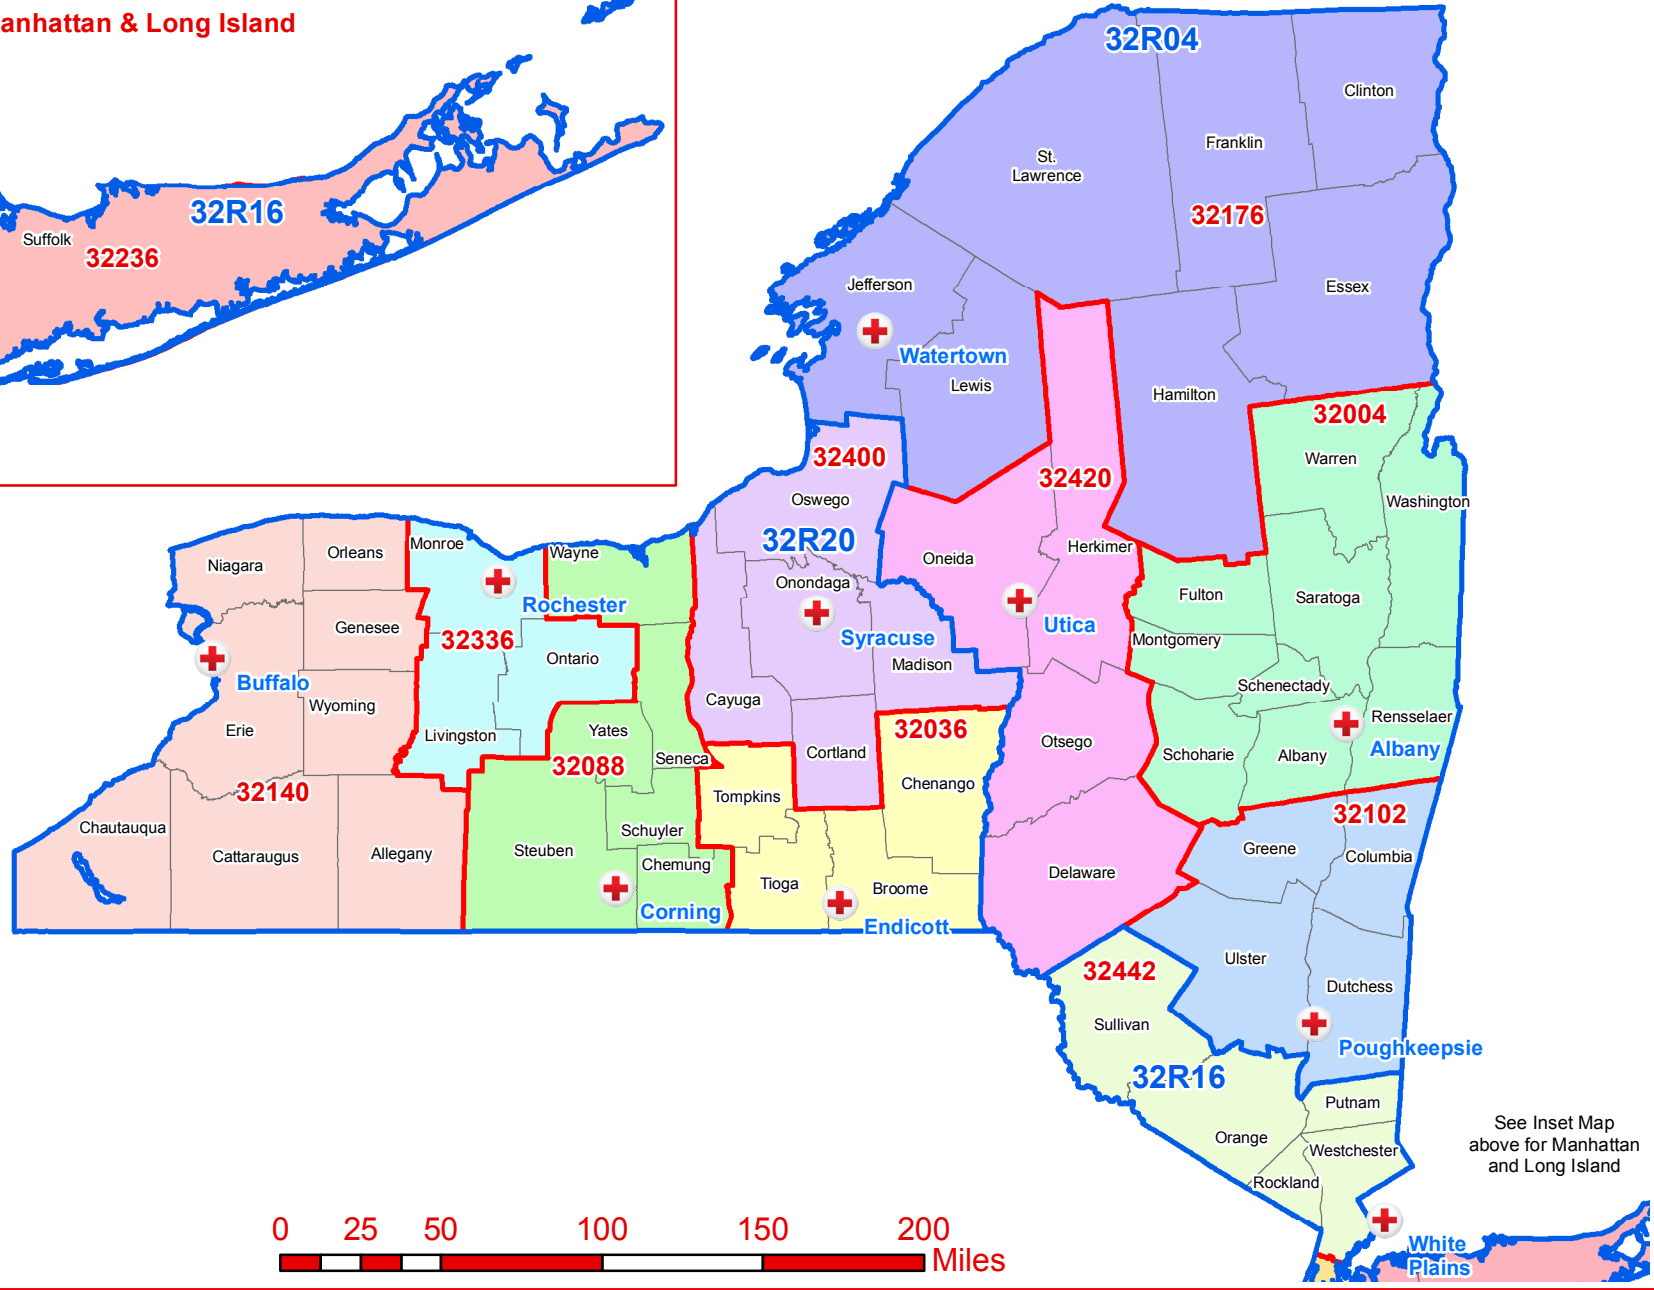 anhattan & Long Island
32R16
Suffolk
32236
32R04
Clinton
Franklin
St.
Lawrence
32176
Jefferson
Essex
Watertown
Lewis
Hamilton
32004
32400
Warren
32420
Oswego
Washington
32R20
Monroe
Wayne
Orleans
Niagara
Oneida
Herkimer
Onondaga
Fulton
Saratoga
Rochester
Genesee
32336
Syracuse
Utica
Montgomery
Ontario
Madison
Buffalo
Schenectady
Cayuga
Wyoming
Rensselaer
Erie
Livingston
Yates
32036
Otsego
Albany
Seneca
Cortland
Schoharie
Albany
32088
Chenango
32140
Tompkins
32102
Chautauqua
Schuyler
Greene
Cattaraugus
Allegany
Steuben
Columbia
Chemung
Delaware
Tioga
Broome
Corning
Endicott
Ulster
32442
Dutchess
Sullivan
Poughkeepsie
32R16
Putnam
See Inset Map
above for Manhattan
and Long Island
Orange
Westchester
Rockland
0 25 50 100 150 200
Miles
White
Plains